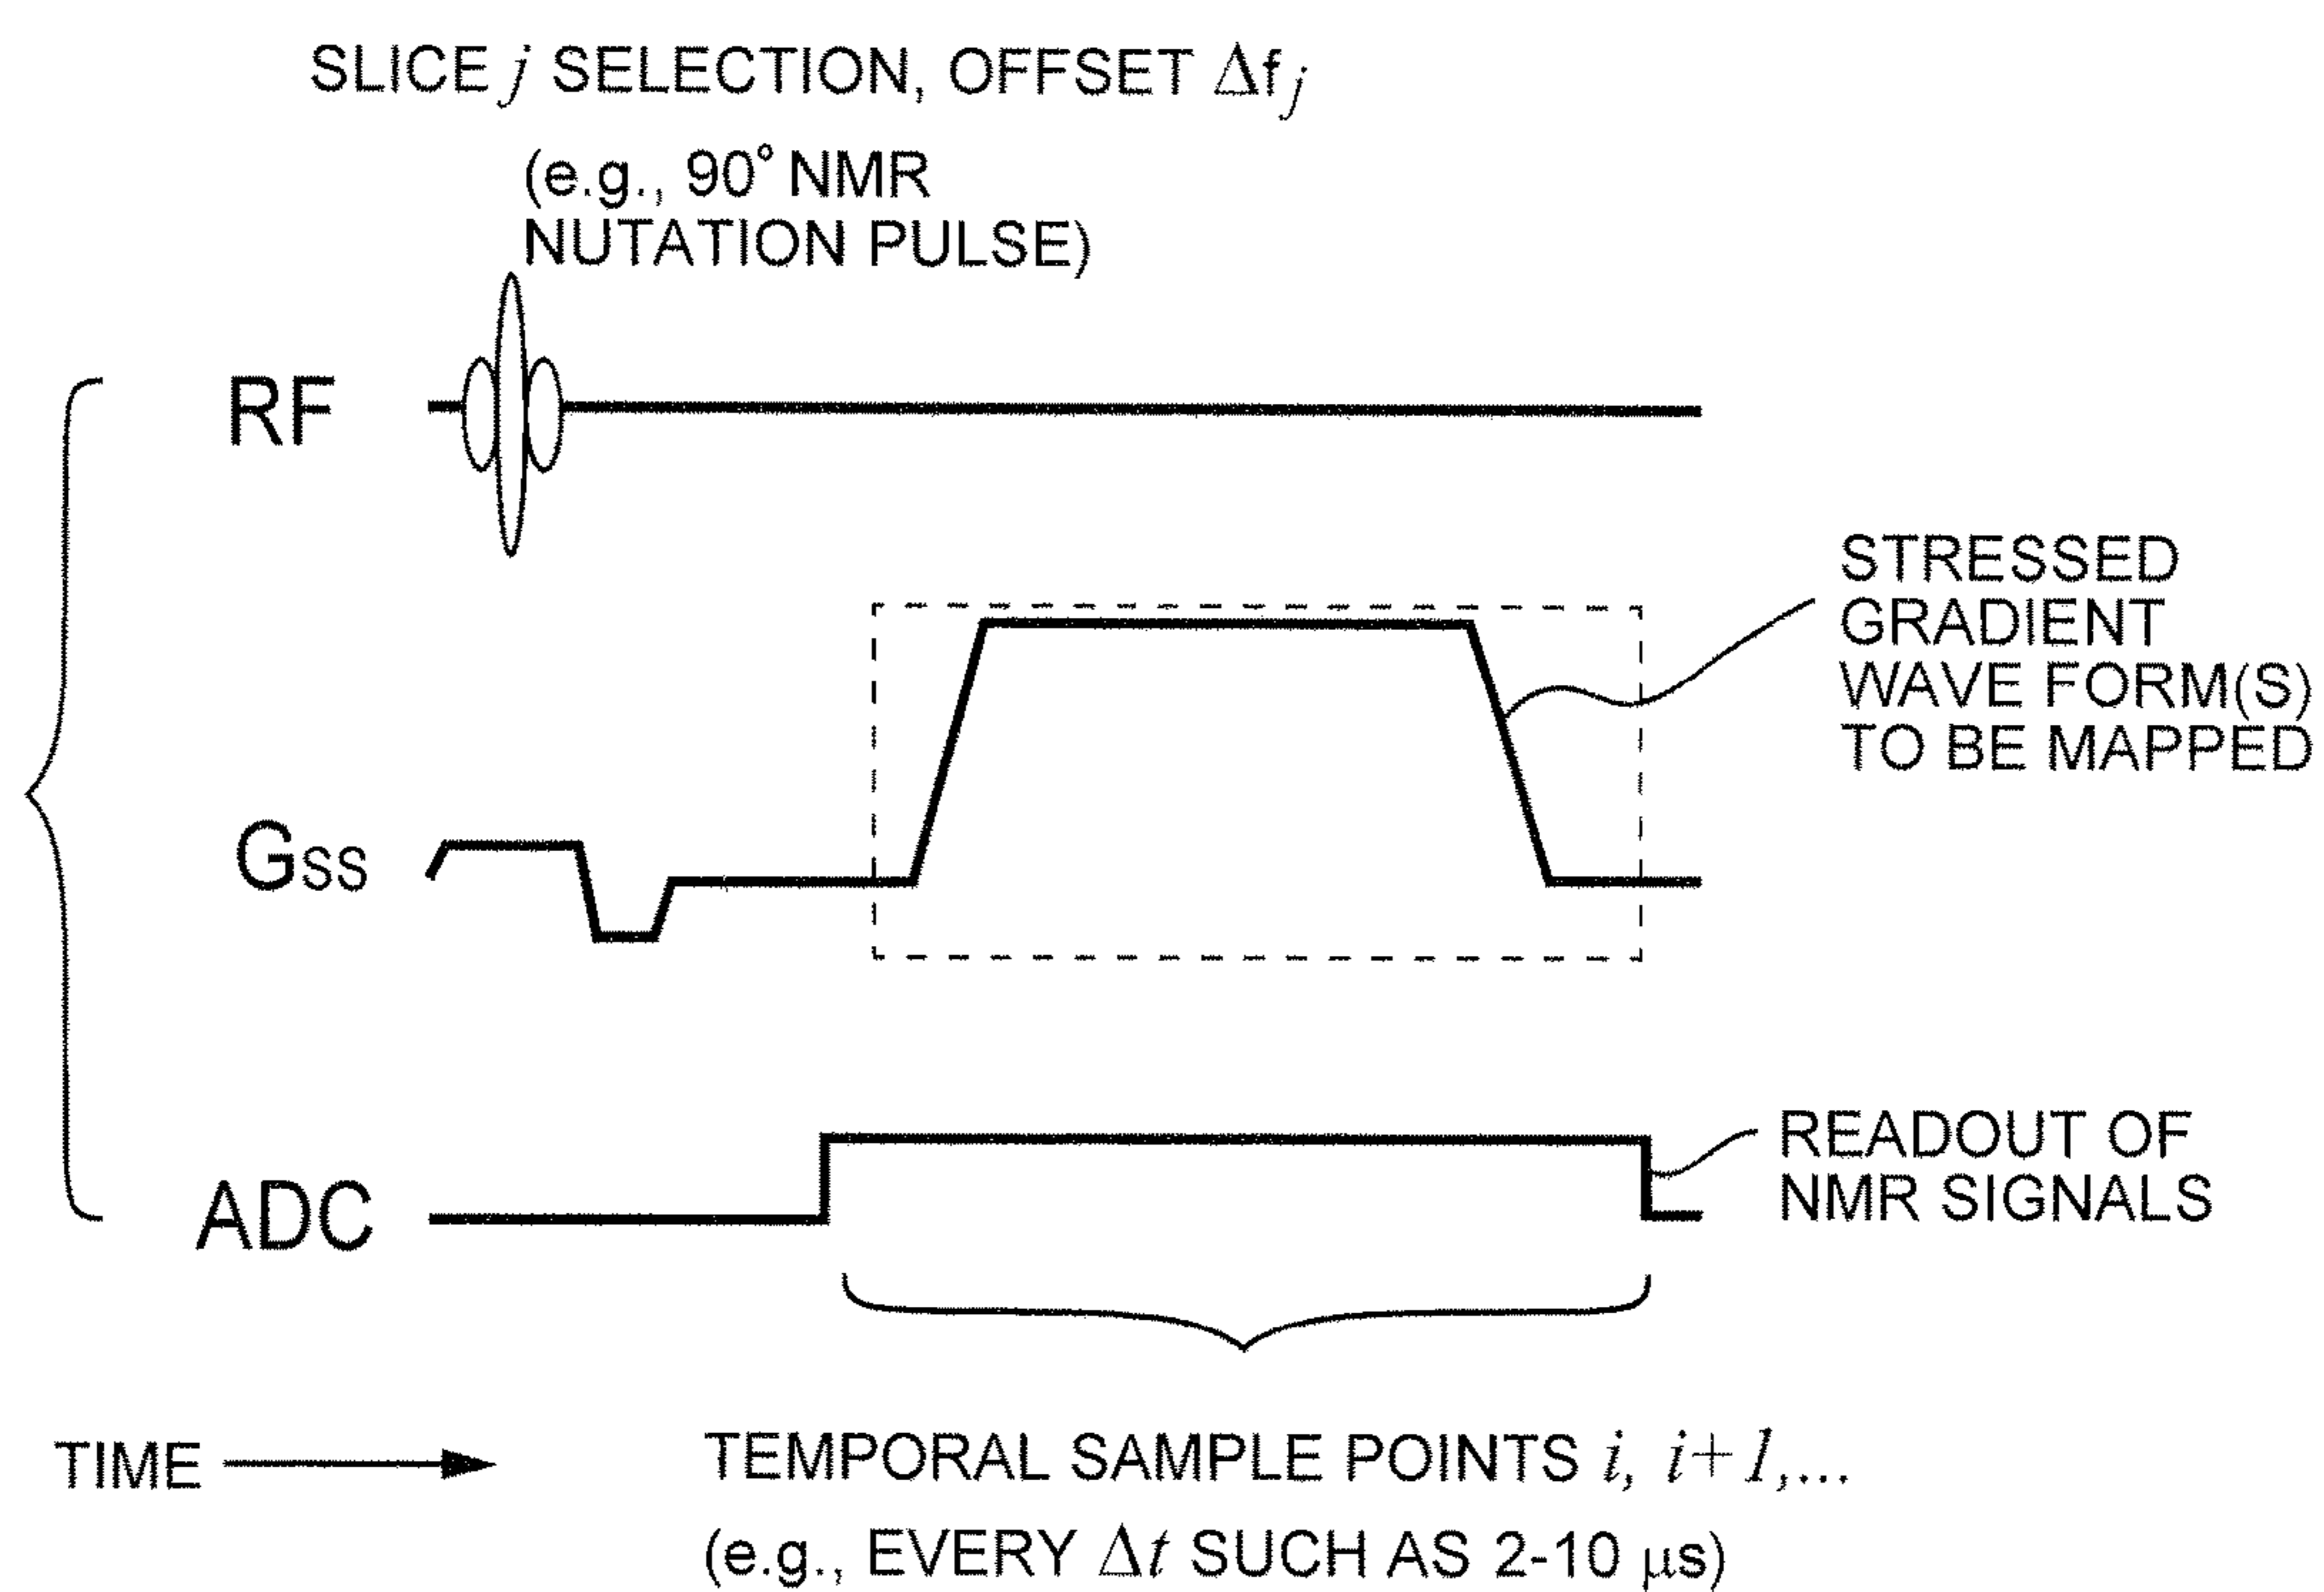 SLICE j SELECTION, OFFSET Δfj
(e.g., 90° NMR
NUTATION PULSE)
RF
STRESSED
GRADIENT
WAVE FORM(S)
TO BE MAPPED
GSS
READOUT OF
NMR SIGNALS
ADC
TIME
TEMPORAL SAMPLE POINTS i, i+1,...
(e.g., EVERY Δt SUCH AS 2-10 μs)